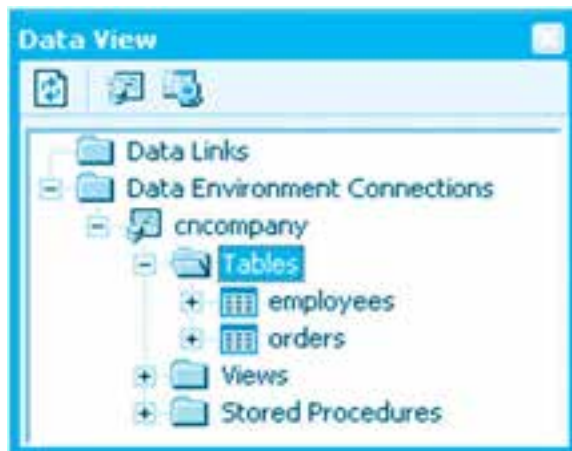 Data View
Data Links
Data Environment Connections
cncompany
Tables
employees
orders
Views
Stored Procedures